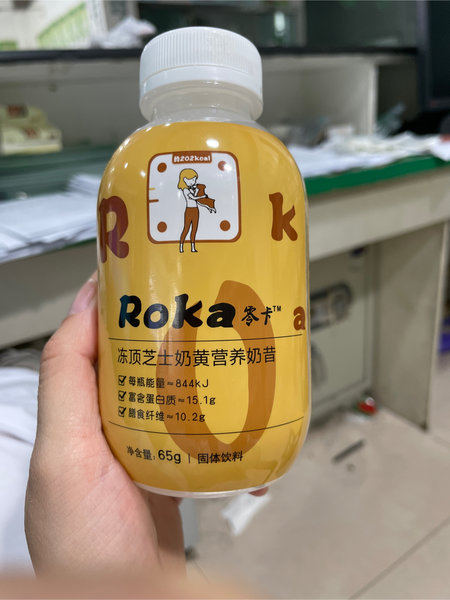 约202kcal
R
k
a
RoKa 零卡™
冻顶芝士奶黄营养奶昔
每瓶能量≈844kJ
富含蛋白质≈15.1g
膳食纤维≈10.2g
净含量: 65g | 固体饮料